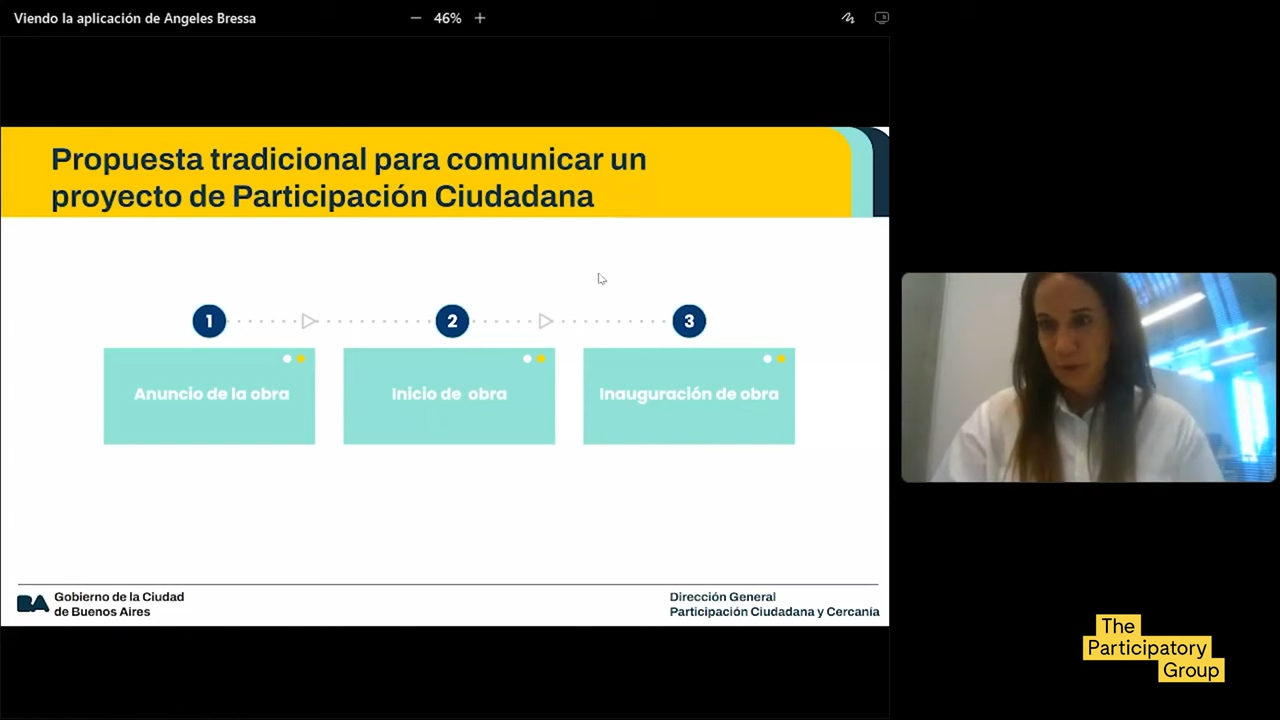 Viendo la aplicación de Angeles Bressa
46%
Propuesta tradicional para comunicar un
proyecto de Participación Ciudadana
1
2
3
Anuncio de la obra
Inicio de obra
Inauguración de obra
BA
Gobierno de la Ciudad
de Buenos Aires
Dirección General
Participación Ciudadana y Cercanía
The
Participatory
Group